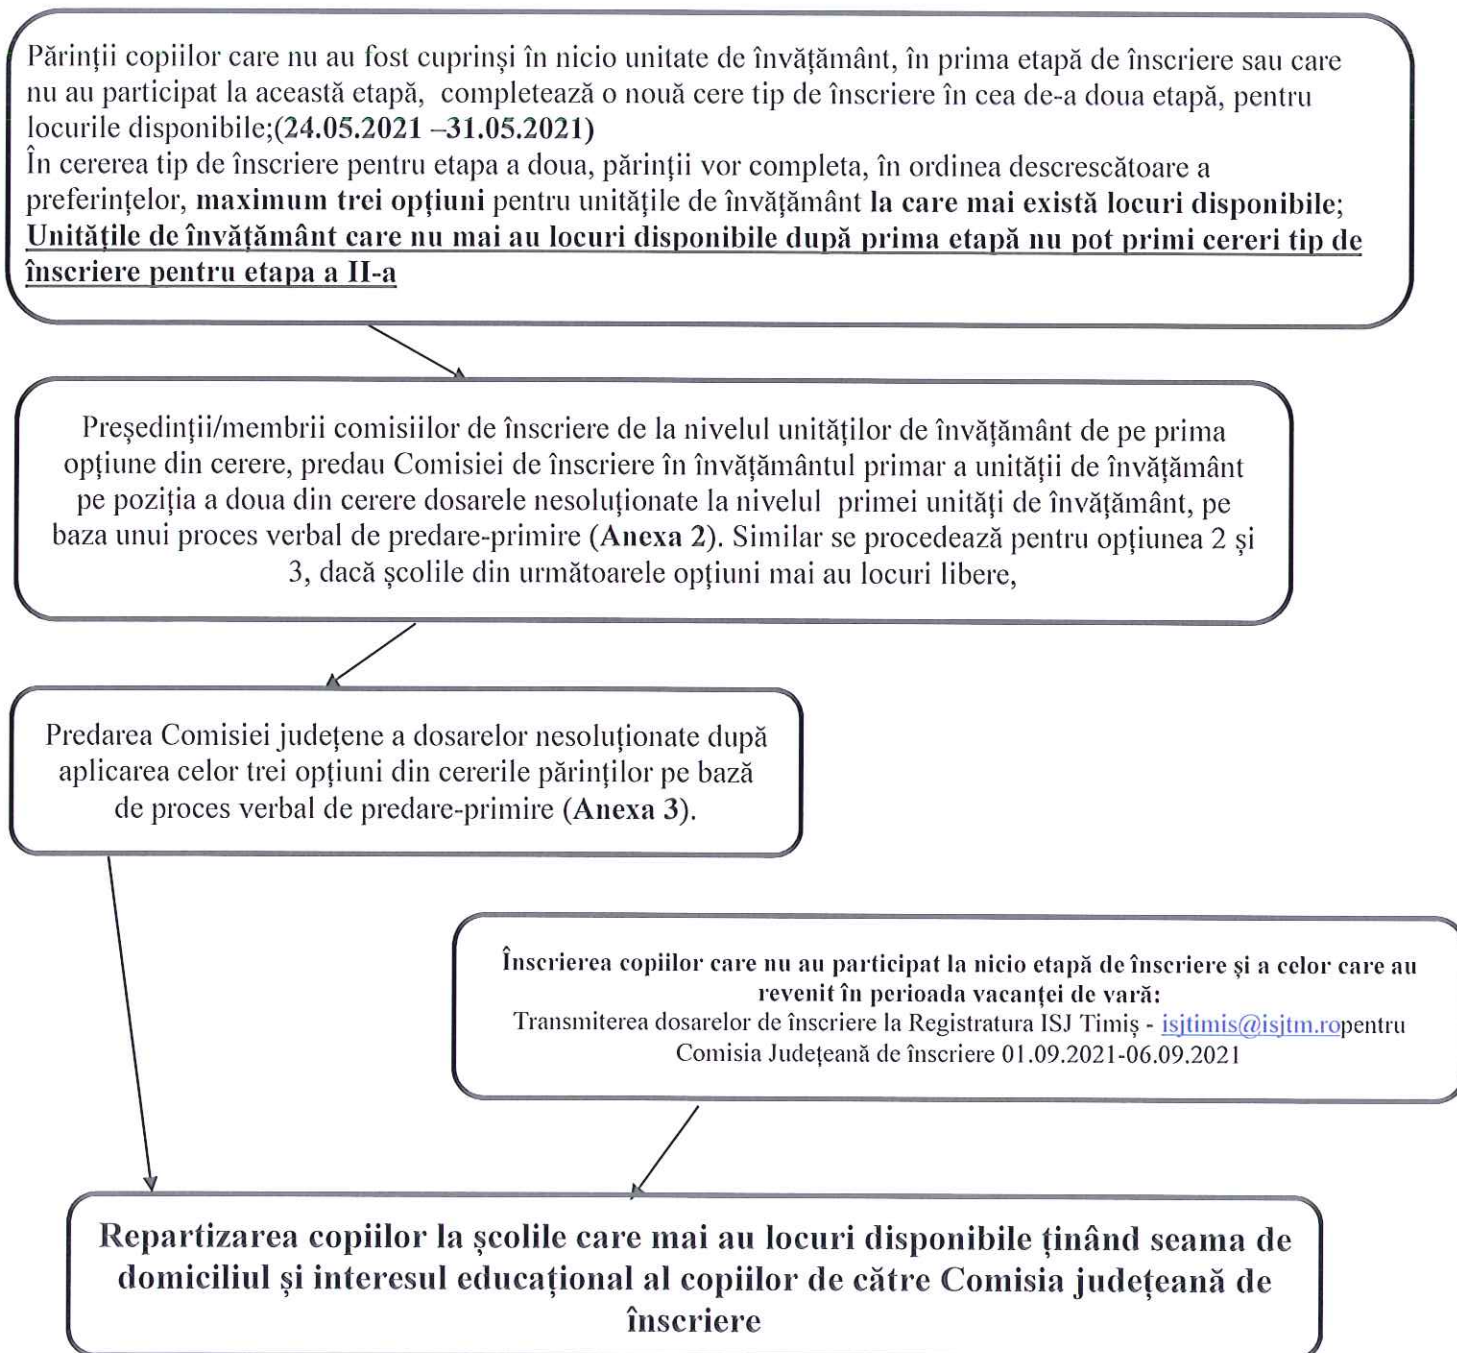 Părinții copiilor care nu au fost cuprinși în nicio unitate de învățământ, în prima etapă de înscriere sau care
nu au participat la această etapă,  completează o nouă cere tip de înscriere în cea de-a doua etapă, pentru
locurile disponibile;(24.05.2021 –31.05.2021)
În cererea tip de înscriere pentru etapa a doua, părinții vor completa, în ordinea descrescătoare a
preferințelor, maximum trei opțiuni pentru unitățile de învățământ la care mai există locuri disponibile;
Unitățile de învățământ care nu mai au locuri disponibile după prima etapă nu pot primi cereri tip de
înscriere pentru etapa a II-a
Președinții/membrii comisiilor de înscriere de la nivelul unităților de învățământ de pe prima
opțiune din cerere, predau Comisiei de înscriere în învățământul primar a unității de învățământ
pe poziția a doua din cerere dosarele nesoluționate la nivelul  primei unități de învățământ, pe
baza unui proces verbal de predare-primire (Anexa 2). Similar se procedează pentru opțiunea 2 și
3, dacă școlile din următoarele opțiuni mai au locuri libere,
Predarea Comisiei județene a dosarelor nesoluționate după
aplicarea celor trei opțiuni din cererile părinților pe bază
de proces verbal de predare-primire (Anexa 3).
Înscrierea copiilor care nu au participat la nicio etapă de înscriere și a celor care au
revenit în perioada vacanței de vară:
Transmiterea dosarelor de înscriere la Registratura ISJ Timiș - isjtimis@isjtm.ropentru
Comisia Județeană de înscriere 01.09.2021-06.09.2021
Repartizarea copiilor la școlile care mai au locuri disponibile ținând seama de
domiciliul și interesul educațional al copiilor de către Comisia județeană de
înscriere